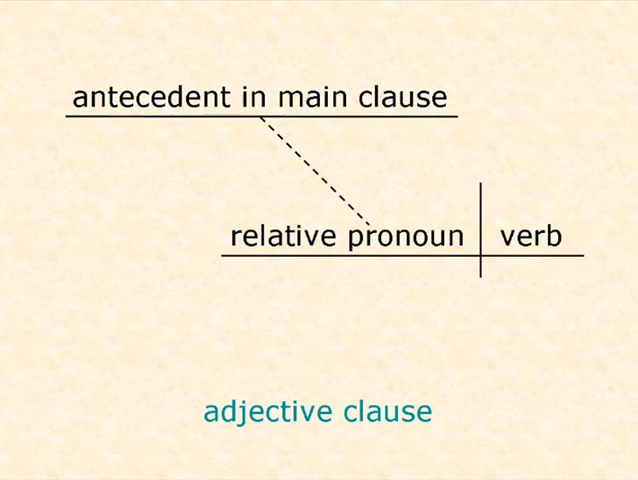 antecedent in main clause
relative pronoun verb
adjective clause